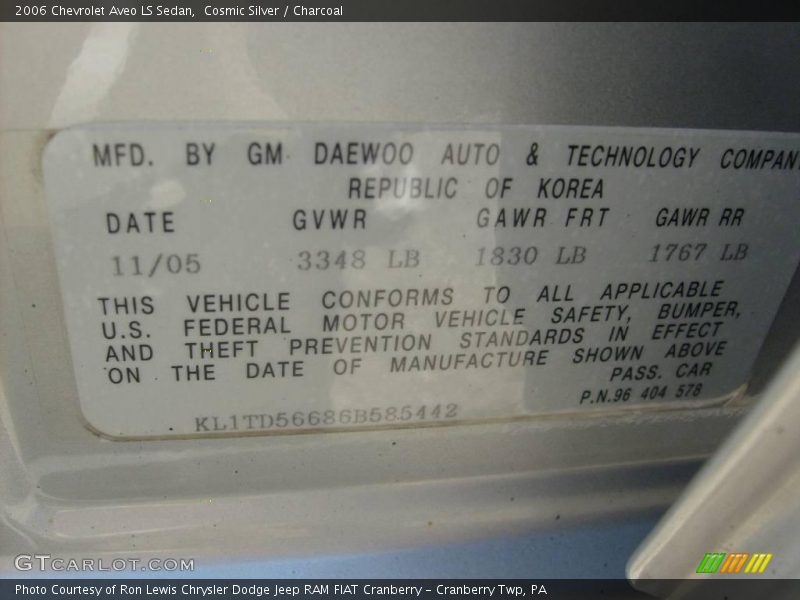 2006 Chevrolet Aveo LS Sedan,  Cosmic Silver / Charcoal
MFD. BY GM DAEWOO AUTO & TECHNOLOGY COMPAN
REPUBLIC OF KOREA
DATE GVWR GAWR FRT GAWR RR
11/05 3348 LB 1830 LB 1767 LB
THIS VEHICLE CONFORMS TO ALL APPLICABLE
U.S. FEDERAL MOTOR VEHICLE SAFETY, BUMPER,
AND THEFT PREVENTION STANDARDS IN EFFECT
ON THE DATE OF MANUFACTURE SHOWN ABOVE
PASS. CAR
P.N.96 404 578
KL1TD56686B585442
GTCARLOT.COM
Photo Courtesy of Ron Lewis Chrysler Dodge Jeep RAM FIAT Cranberry – Cranberry Twp, PA